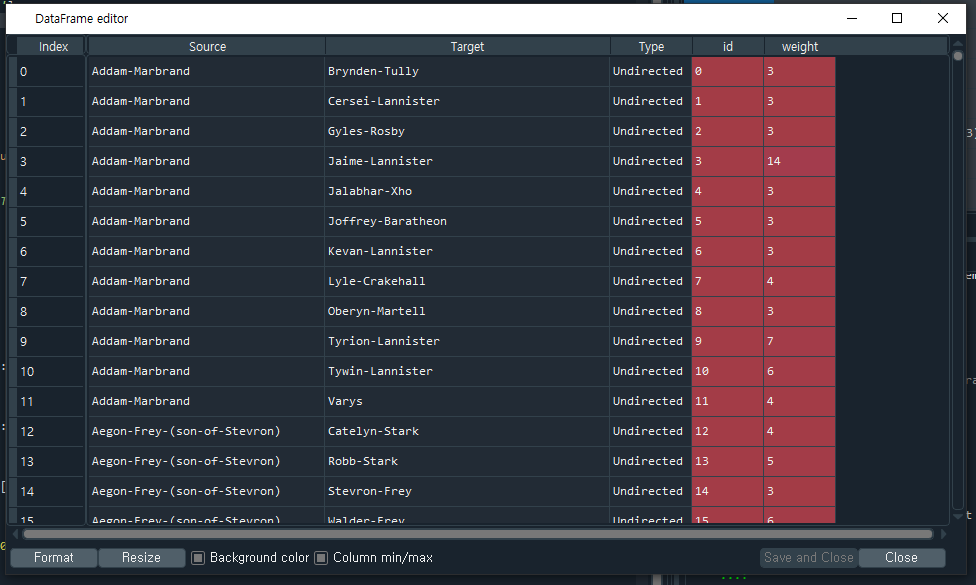 DataFrame editor
Index Source Target Type id weight
0 Addam-Marbrand Brynden-Tully Undirected 0 3
1 Addam-Marbrand Cersei-Lannister Undirected 1 3
2 Addam-Marbrand Gyles-Rosby Undirected 2 3
3 Addam-Marbrand Jaime-Lannister Undirected 3 14
4 Addam-Marbrand Jalabhar-Xho Undirected 4 3
5 Addam-Marbrand Joffrey-Baratheon Undirected 5 3
6 Addam-Marbrand Kevan-Lannister Undirected 6 3
7 Addam-Marbrand Lyle-Crakehall Undirected 7 4
8 Addam-Marbrand Oberyn-Martell Undirected 8 3
9 Addam-Marbrand Tyrion-Lannister Undirected 9 7
10 Addam-Marbrand Tywin-Lannister Undirected 10 6
11 Addam-Marbrand Varys Undirected 11 4
12 Aegon-Frey-(son-of-Stevron) Catelyn-Stark Undirected 12 4
13 Aegon-Frey-(son-of-Stevron) Robb-Stark Undirected 13 5
14 Aegon-Frey-(son-of-Stevron) Stevron-Frey Undirected 14 3
15 Aegon-Frey-(son-of-Stevron) Walder-Frey Undirected 15 6
Format Resize Background color Column min/max Save and Close Close